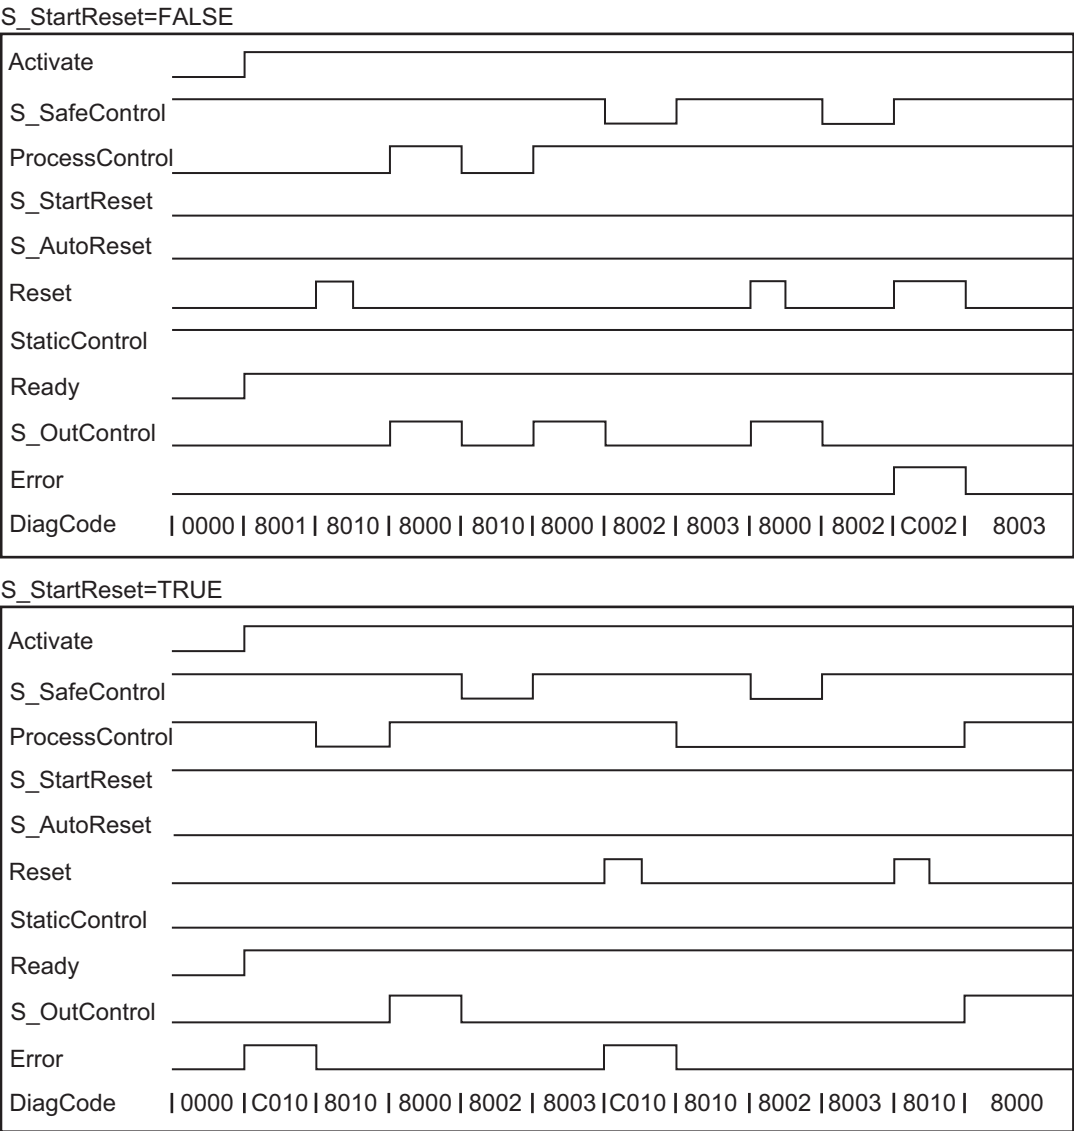 S_StartReset=FALSE
Activate
S_SafeControl
ProcessControl
S_StartReset
S_AutoReset
Reset
StaticControl
Ready
S_OutControl
Error
DiagCode 0000 8001 8010 8000 8010 8000 8002 8003 8000 8002 C002 8003
S_StartReset=TRUE
Activate
S_SafeControl
ProcessControl
S_StartReset
S_AutoReset
Reset
StaticControl
Ready
S_OutControl
Error
DiagCode 0000 C010 8010 8000 8002 8003 C010 8010 8002 8003 8010 8000